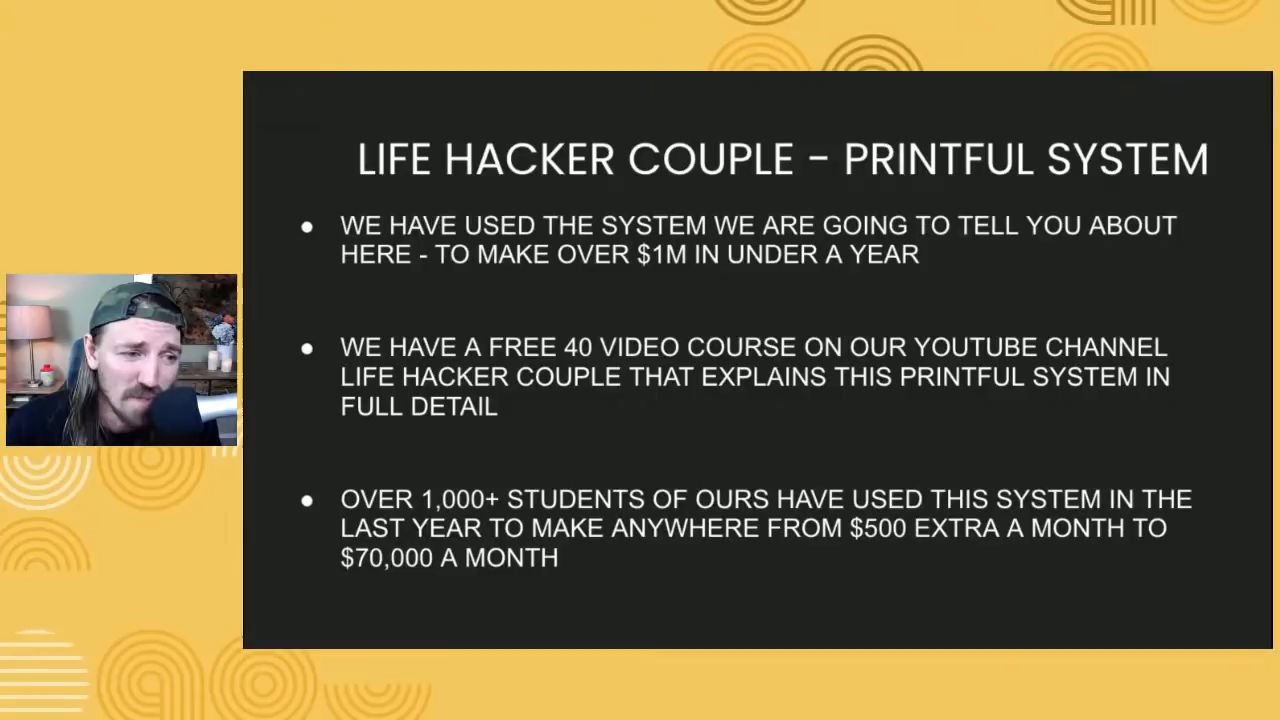 LIFE HACKER COUPLE - PRINTFUL SYSTEM
● WE HAVE USED THE SYSTEM WE ARE GOING TO TELL YOU ABOUT
HERE - TO MAKE OVER $1M IN UNDER A YEAR
● WE HAVE A FREE 40 VIDEO COURSE ON OUR YOUTUBE CHANNEL
LIFE HACKER COUPLE THAT EXPLAINS THIS PRINTFUL SYSTEM IN
FULL DETAIL
● OVER 1,000+ STUDENTS OF OURS HAVE USED THIS SYSTEM IN THE
LAST YEAR TO MAKE ANYWHERE FROM $500 EXTRA A MONTH TO
$70,000 A MONTH